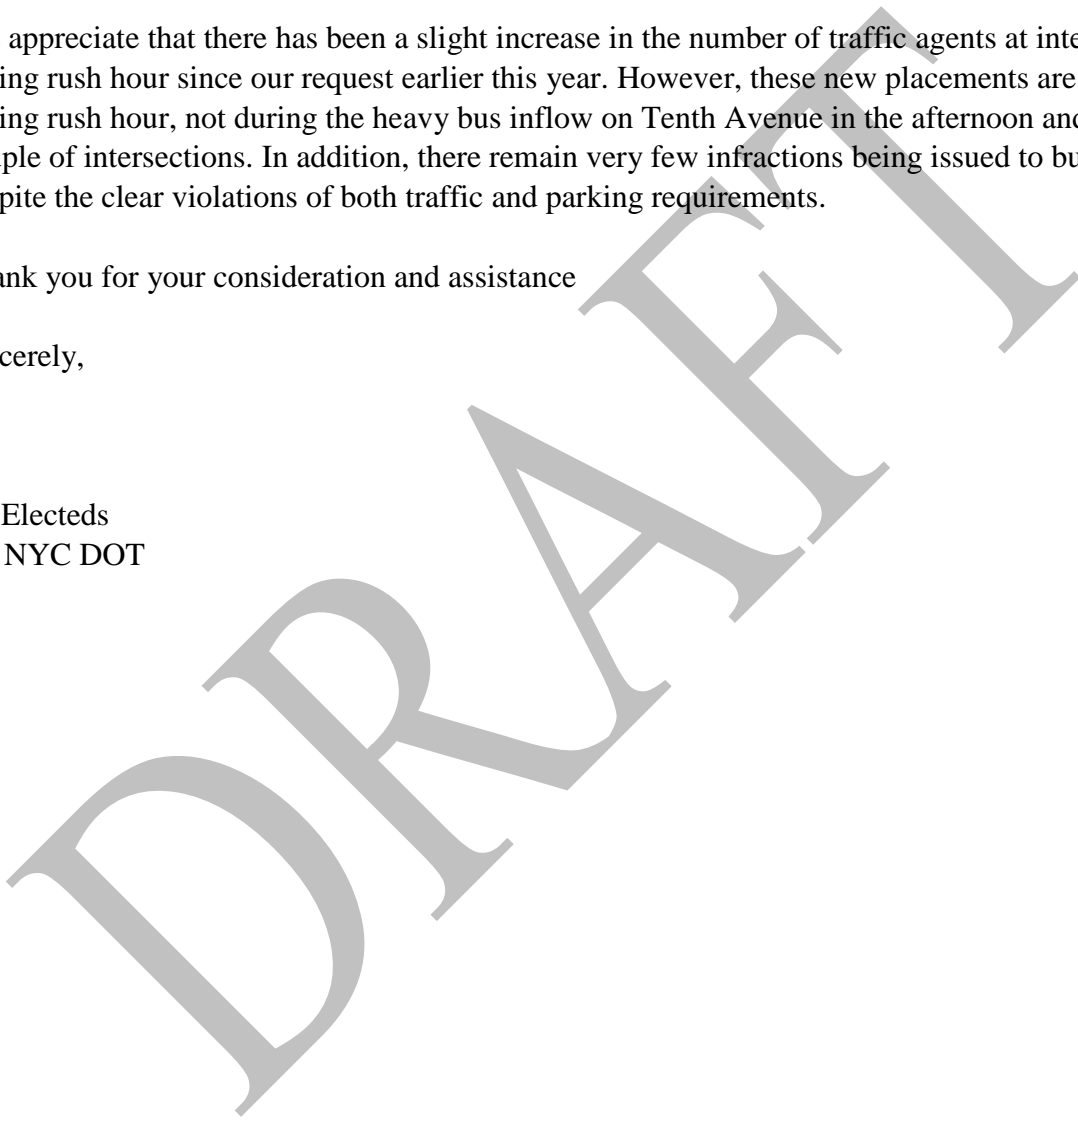 appreciate that there has been a slight increase in the number of traffic agents at inte
ing rush hour since our request earlier this year. However, these new placements are
ing rush hour, not during the heavy bus inflow on Tenth Avenue in the afternoon and
ple of intersections. In addition, there remain very few infractions being issued to bu
pite the clear violations of both traffic and parking requirements.
ank you for your consideration and assistance
cerely,
Electeds
NYC DOT
DRAFT